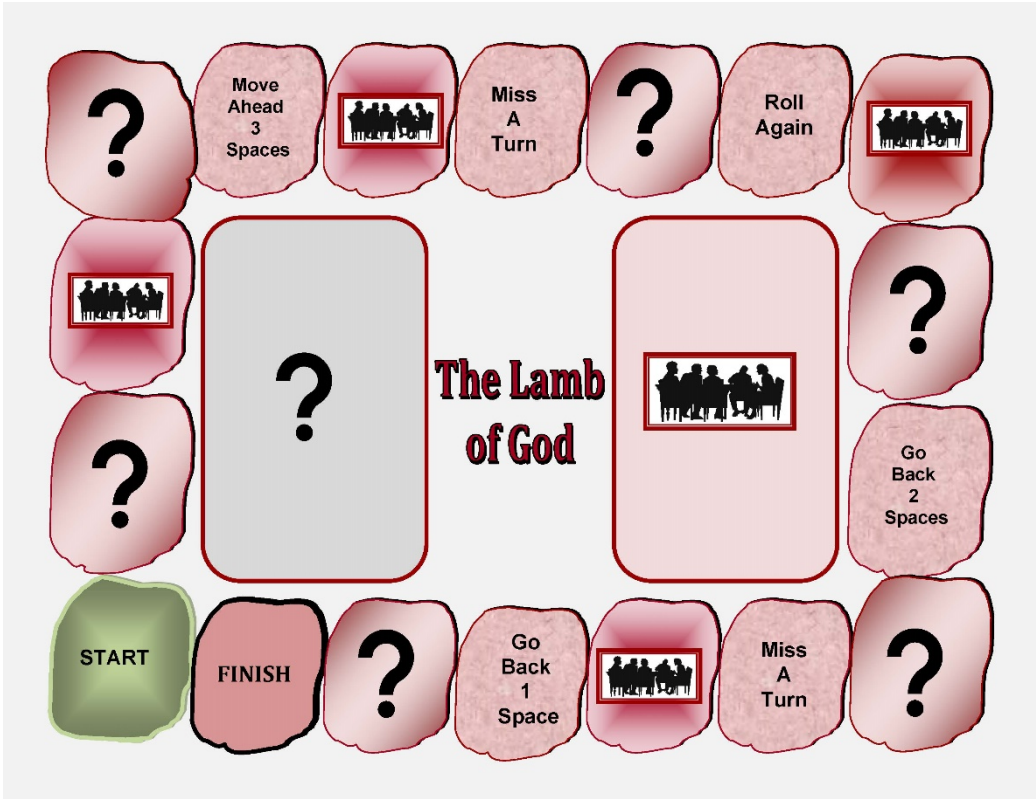 ?
Move
Ahead
3
Spaces
Miss
A
Turn
?
Roll
Again
?
?
The Lamb
of God
?
?
Go
Back
2
Spaces
START
FINISH
?
Go
Back
1
Space
Miss
A
Turn
?